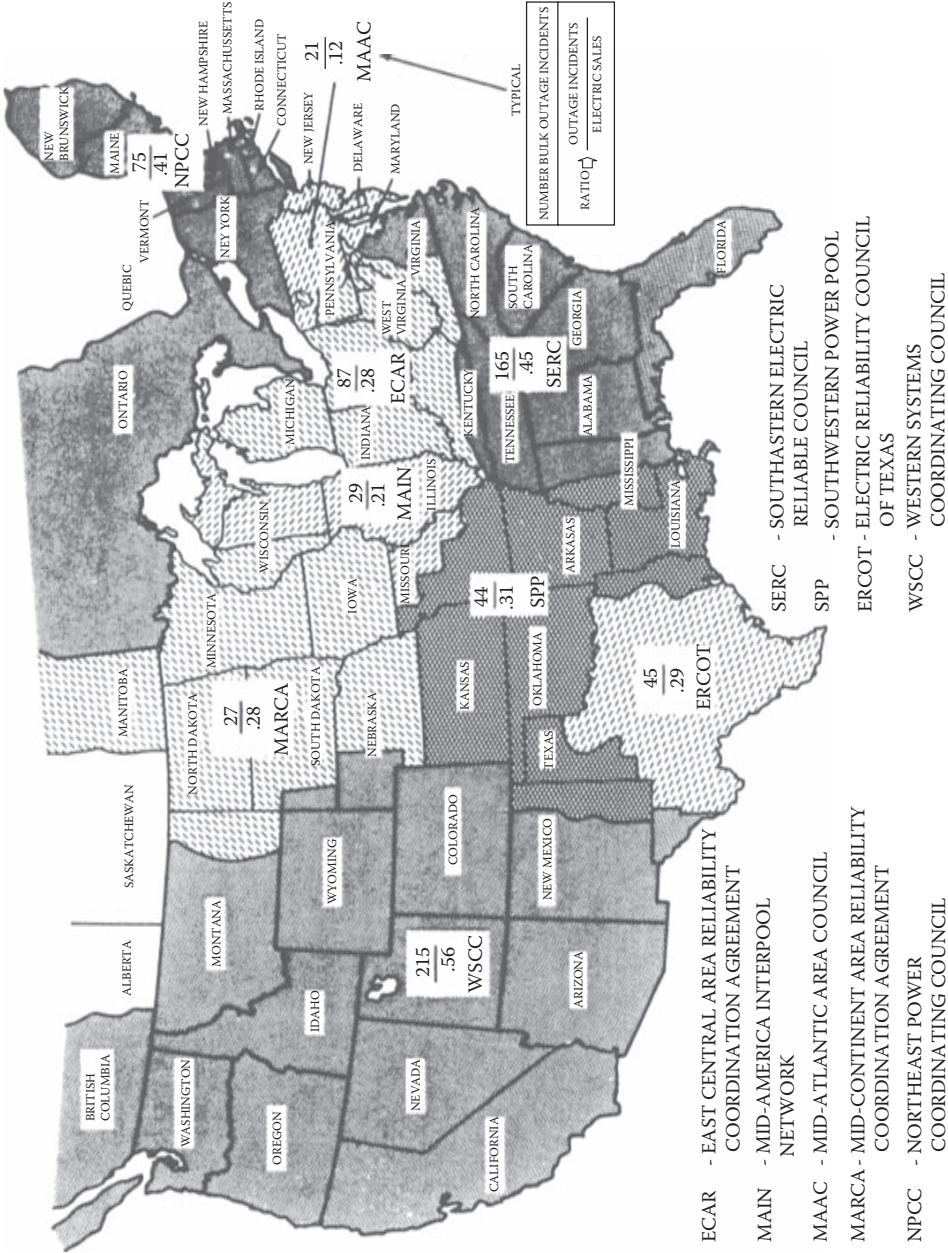 BRITISH
COLUMBIA
ALBERTA
SASKATCHEWAN
MANITOBA
ONTARIO
QUEBIC
VERMONT
NEW
BRUNSWICK
MAINE
75
.41
NPCC
NEW HAMPSHIRE
MASSACHUSETTS
RHODE ISLAND
CONNECTICUT
WASHINGTON
MONTANA
NORTH DAKOTA
27
.28
MARCA
MINNESOTA
WISCONSIN
MICHIGAN
NEY YORK
NEW JERSEY
21
.12
MAAC
OREGON
IDAHO
WYOMING
SOUTH DAKOTA
IOWA
29
.21
MAIN
ILLINOIS
INDIANA
87
.28
ECAR
PENNSYLVANIA
WEST
VIRGINIA
VIRGINIA
DELAWARE
MARYLAND
NEVADA
215
.56
WSCC
COLORADO
NEBRASKA
KANSAS
MISSOURI
44
.31
SPP
KENTUCKY
TENNESSEE
NORTH CAROLINA
SOUTH
CAROLINA
165
.45
SERC
CALIFORNIA
ARIZONA
NEW MEXICO
TEXAS
OKLAHOMA
ARKASAS
MISSISSIPPI
ALABAMA
GEORGIA
45
.29
ERCOT
LOUISIANA
FLORIDA
TYPICAL
NUMBER BULK OUTAGE INCIDENTS
RATIO OUTAGE INCIDENTS
ELECTRIC SALES
ECAR - EAST CENTRAL AREA RELIABILITY
COORDINATION AGREEMENT
MAIN - MID-AMERICA INTERPOOL
NETWORK
MAAC - MID-ATLANTIC AREA COUNCIL
MARCA - MID-CONTINENT AREA RELIABILITY
COORDINATION AGREEMENT
NPCC - NORTHEAST POWER
COORDINATING COUNCIL
SERC - SOUTHASTERN ELECTRIC
RELIABLE COUNCIL
SPP - SOUTHWESTERN POWER POOL
ERCOT - ELECTRIC RELIABILITY COUNCIL
OF TEXAS
WSCC - WESTERN SYSTEMS
COORDINATING COUNCIL